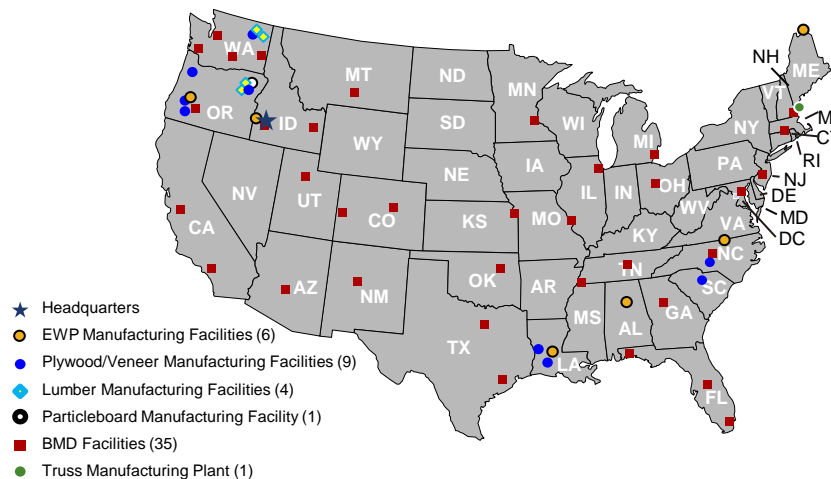 NH
ME
WA
VT
MT
ND
MN
M
OR
ID
SD
WI
NY
CT
WY
MI
RI
IA
PA
NE
NJ
NV
IL
IN
OH
DE
UT
WV
MD
CO
VA
CA
KS
MO
KY
DC
NC
TN
OK
AZ
NM
AR
SC
MS
AL
GA
Headquarters
EWP Manufacturing Facilities (6)
TX
Plywood/Veneer Manufacturing Facilities (9)
LA
Lumber Manufacturing Facilities (4)
FL
Particleboard Manufacturing Facility (1)
BMD Facilities (35)
Truss Manufacturing Plant (1)